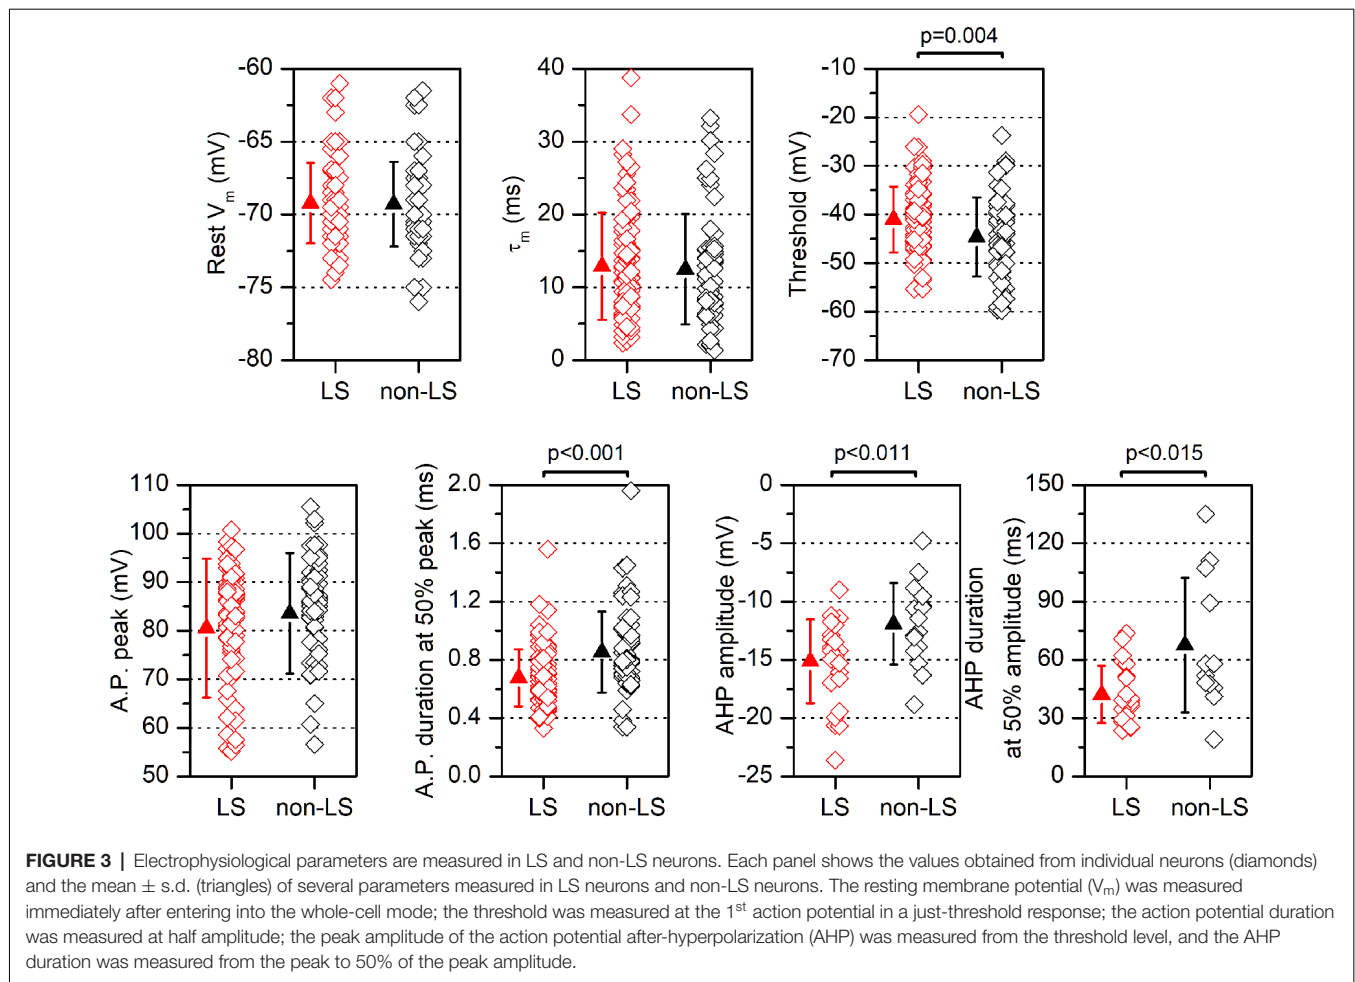 p=0.004
-60
-65
-70
-75
-80
Rest Vm (mV)
LS non-LS
40
30
20
10
0
τm (ms)
LS non-LS
-10
-20
-30
-40
-50
-60
-70
Threshold (mV)
LS non-LS
110
100
90
80
70
60
50
A.P. peak (mV)
LS non-LS
p<0.001
2.0
1.6
1.2
0.8
0.4
0.0
A.P. duration at 50% peak (ms)
LS non-LS
p<0.011
0
-5
-10
-15
-20
-25
AHP amplitude (mV)
LS non-LS
p<0.015
150
120
90
60
30
0
AHP duration
at 50% amplitude (ms)
LS non-LS
FIGURE 3 | Electrophysiological parameters are measured in LS and non-LS neurons. Each panel shows the values obtained from individual neurons (diamonds)
and the mean ± s.d. (triangles) of several parameters measured in LS neurons and non-LS neurons. The resting membrane potential (Vm) was measured
immediately after entering into the whole-cell mode; the threshold was measured at the 1st action potential in a just-threshold response; the action potential duration
was measured at half amplitude; the peak amplitude of the action potential after-hyperpolarization (AHP) was measured from the threshold level, and the AHP
duration was measured from the peak to 50% of the peak amplitude.